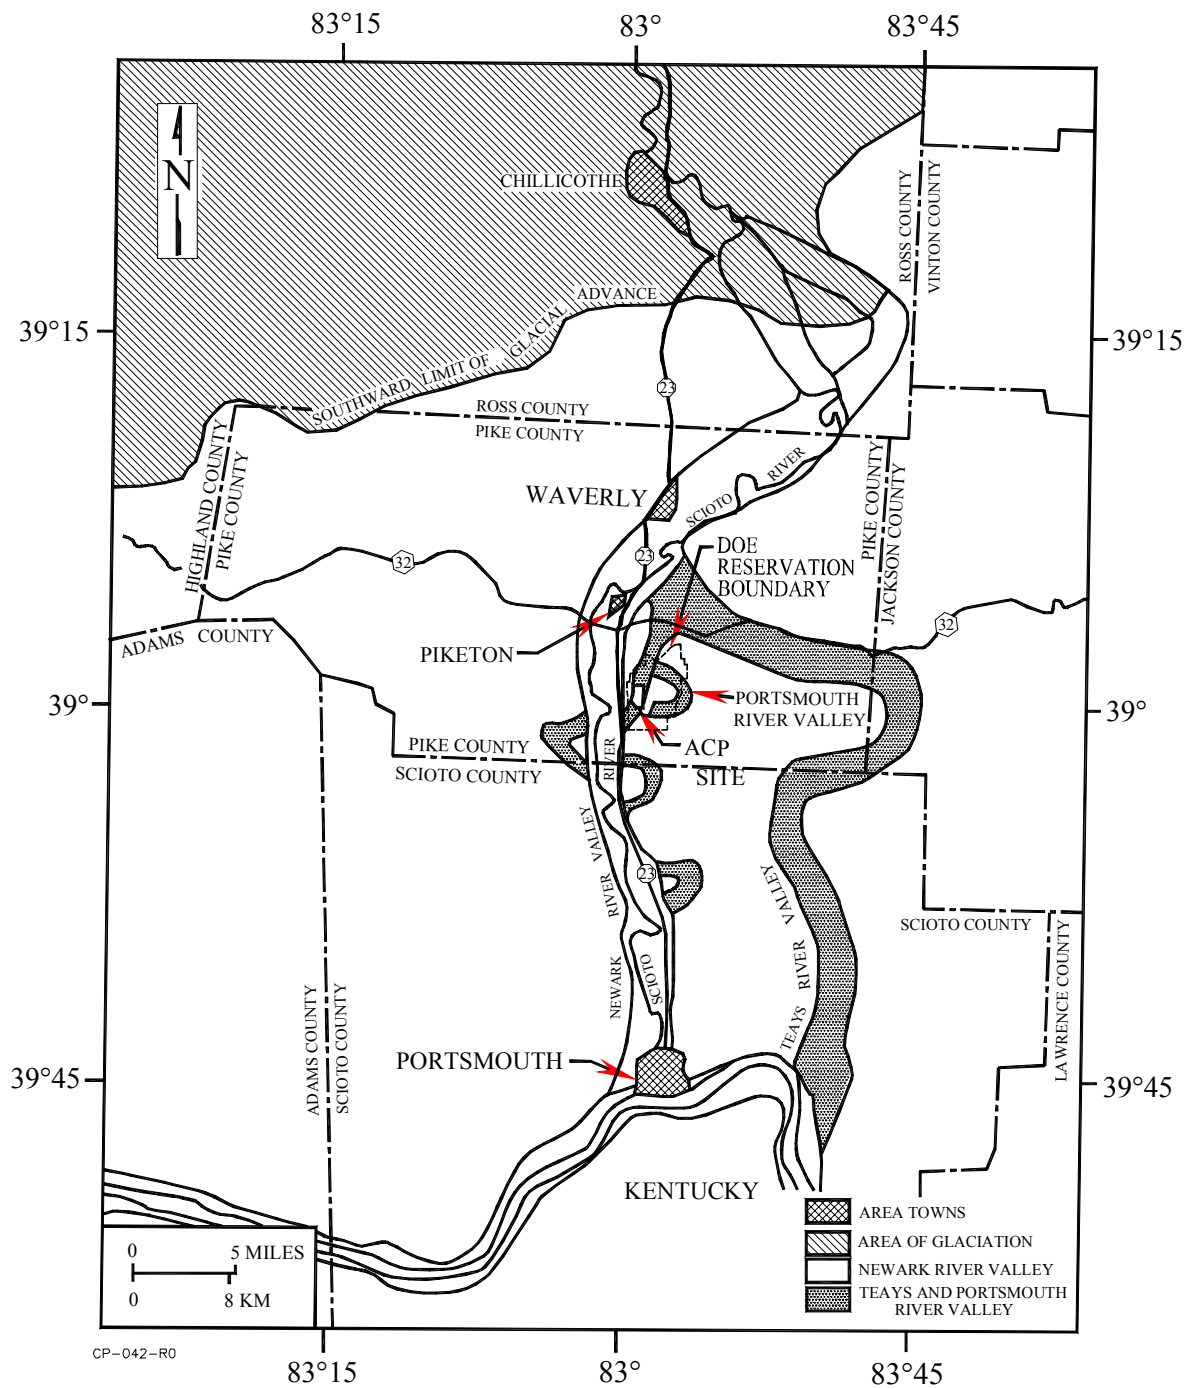 83°15
83°
83°45
N
CHILLICOTHE
ROSS COUNTY
VINTON COUNTY
SOUTHWARD LIMIT OF GLACIAL ADVANCE
39°15
39°15
23
ROSS COUNTY
PIKE COUNTY
HIGHLAND COUNTY
PIKE COUNTY
WAVERLY
SCIOTO RIVER
PIKE COUNTY
JACKSON COUNTY
23
32
DOE
RESERVATION
BOUNDARY
32
ADAMS COUNTY
PIKETON
39°
39°
PORTSMOUTH
RIVER VALLEY
ACP
SITE
PIKE COUNTY
SCIOTO COUNTY
NEWARK RIVER VALLEY
SCIOTO RIVER
23
TEAYS RIVER VALLEY
SCIOTO COUNTY
LAWRENCE COUNTY
ADAMS COUNTY
SCIOTO COUNTY
PORTSMOUTH
39°45
39°45
KENTUCKY
AREA TOWNS
AREA OF GLACIATION
NEWARK RIVER VALLEY
TEAYS AND PORTSMOUTH
RIVER VALLEY
0 5 MILES
0 8 KM
CP-042-R0
83°15
83°
83°45